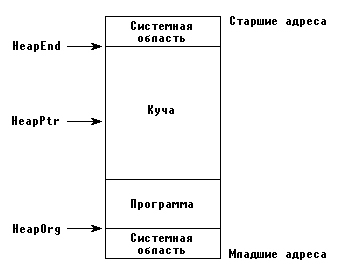 Системная
область
Старшие адреса
HeapEnd
Куча
HeapPtr
Программа
HeapOrg
Системная
область
Младшие адреса